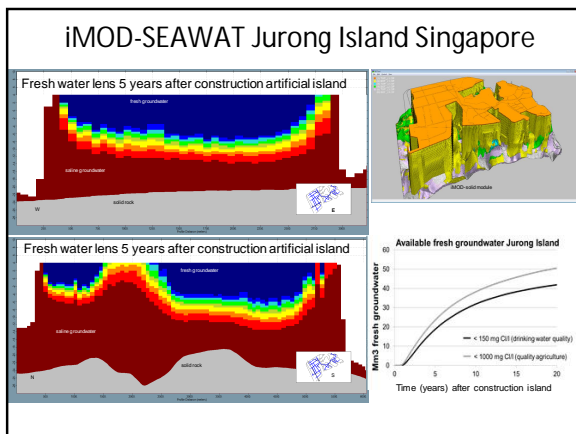 iMOD-SEAWAT Jurong Island Singapore
Fresh water lens 5 years after construction artificial island
fresh groundwater
saline groundwater
solid rock
W
E
iMOD-solid module
Fresh water lens 5 years after construction artificial island
fresh groundwater
saline groundwater
solid rock
N
S
Available fresh groundwater Jurong Island
Mm3 fresh groundwater
60
50
40
30
20
10
0
< 150 mg Cl/l (drinking water quality)
< 1000 mg Cl/l (quality agriculture)
0 5 10 15 20
Time (years) after construction island